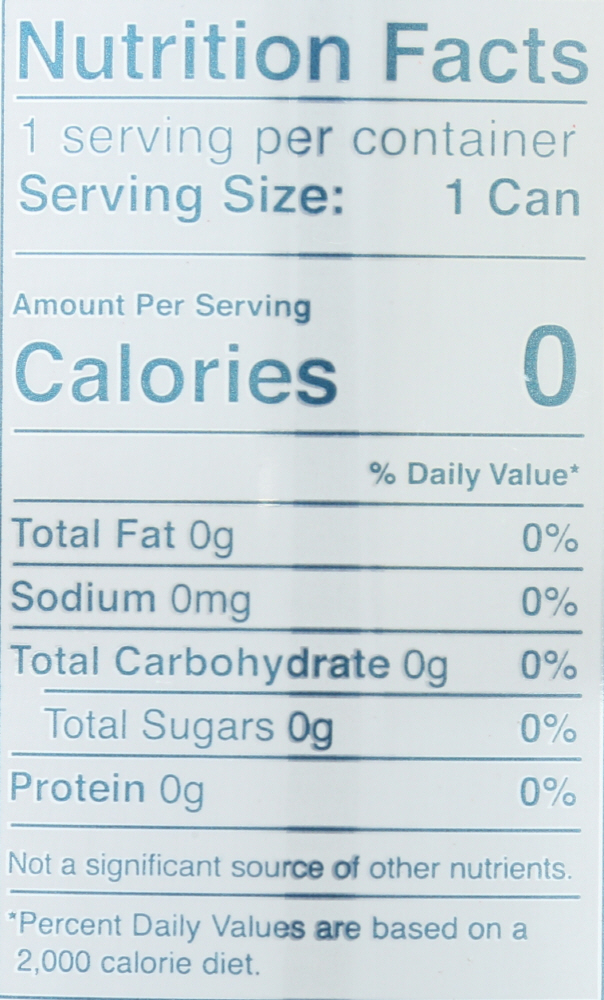 Nutrition Facts
1 serving per container
Serving Size: 1 Can
Amount Per Serving
Calories 0
% Daily Value*
Total Fat 0g 0%
Sodium 0mg 0%
Total Carbohydrate 0g 0%
Total Sugars 0g 0%
Protein 0g 0%
Not a significant source of other nutrients.
*Percent Daily Values are based on a
2,000 calorie diet.